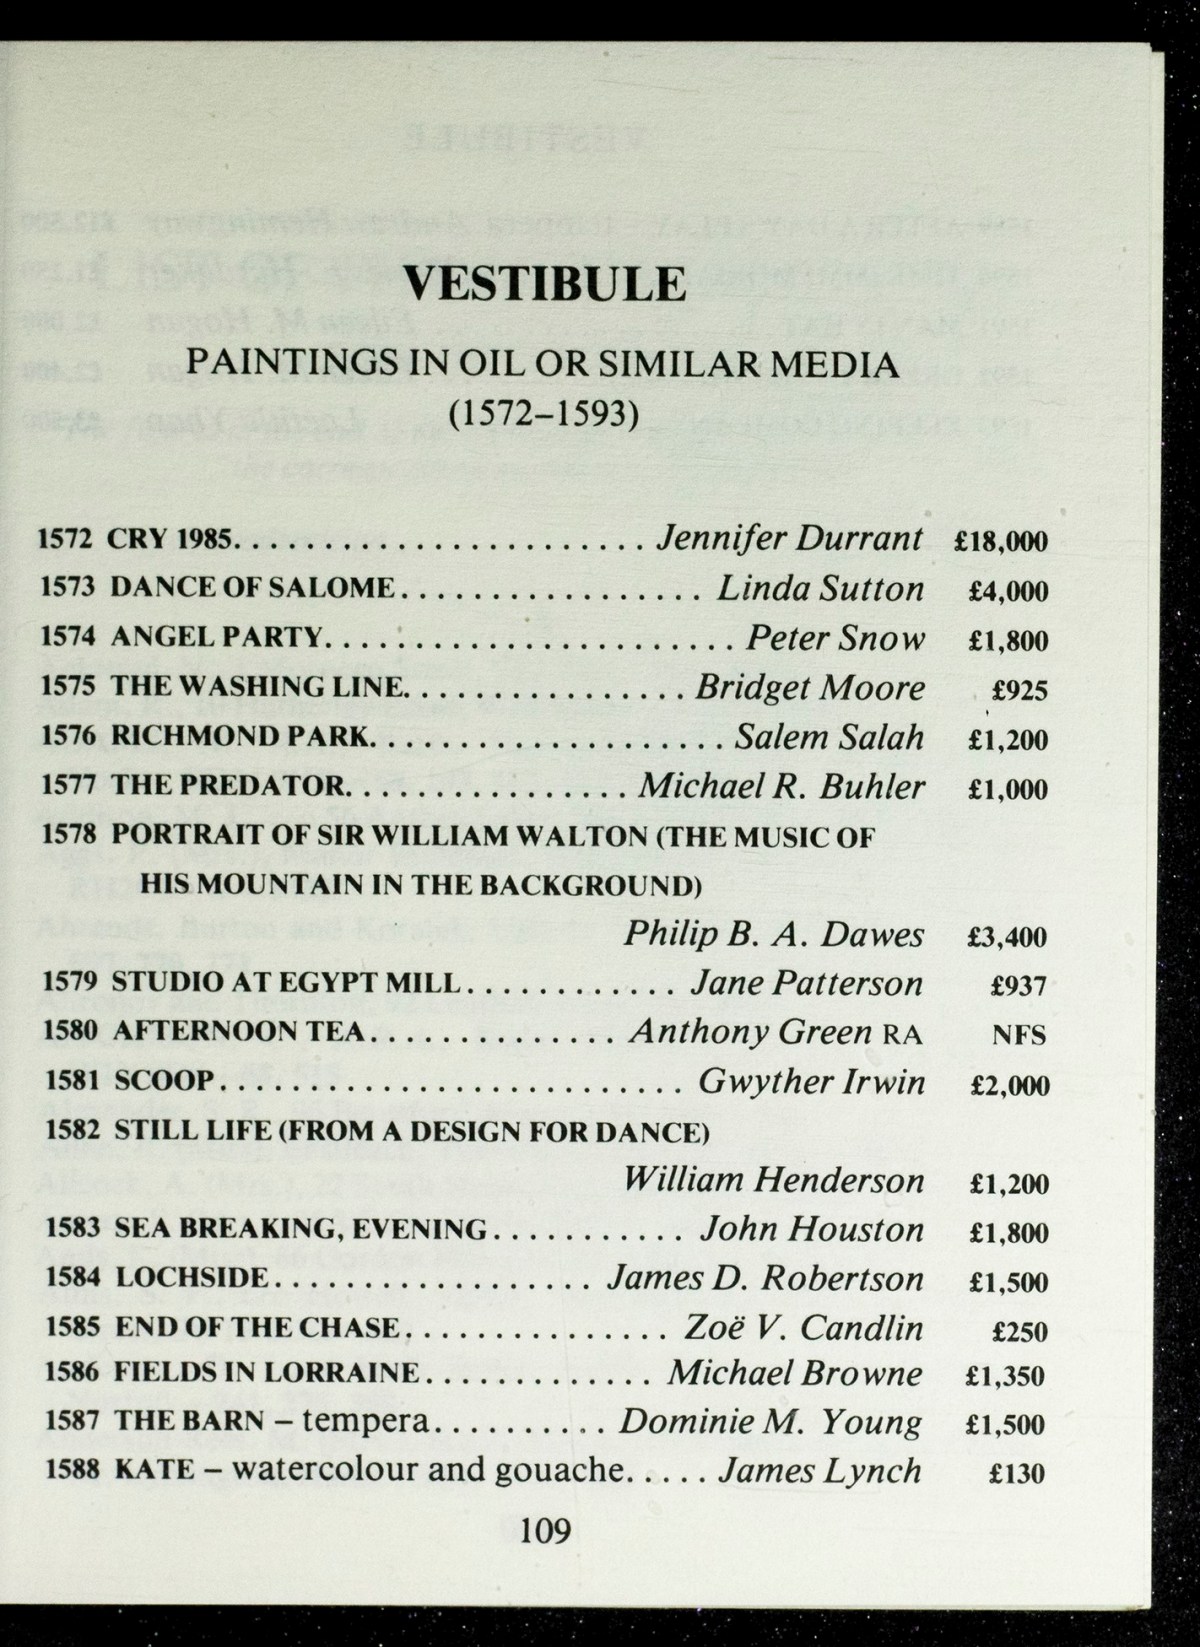 VESTIBULE
PAINTINGS IN OIL OR SIMILAR MEDIA
(1572–1593)
1572 CRY 1985. . . . . . . . . . . . . . . . . . . . . . . . Jennifer Durrant £18,000
1573 DANCE OF SALOME. . . . . . . . . . . . . . . . . . Linda Sutton £4,000
1574 ANGEL PARTY. . . . . . . . . . . . . . . . . . . . . . . . Peter Snow £1,800
1575 THE WASHING LINE. . . . . . . . . . . . . . . . . Bridget Moore £925
1576 RICHMOND PARK. . . . . . . . . . . . . . . . . . . . . Salem Salah £1,200
1577 THE PREDATOR. . . . . . . . . . . . . . . . . Michael R. Buhler £1,000
1578 PORTRAIT OF SIR WILLIAM WALTON (THE MUSIC OF
HIS MOUNTAIN IN THE BACKGROUND)
Philip B. A. Dawes £3,400
1579 STUDIO AT EGYPT MILL. . . . . . . . . . . . . Jane Patterson £937
1580 AFTERNOON TEA. . . . . . . . . . . . . . . Anthony Green RA NFS
1581 SCOOP. . . . . . . . . . . . . . . . . . . . . . . . . . . Gwyther Irwin £2,000
1582 STILL LIFE (FROM A DESIGN FOR DANCE)
William Henderson £1,200
1583 SEA BREAKING, EVENING. . . . . . . . . . . . John Houston £1,800
1584 LOCHSIDE. . . . . . . . . . . . . . . . . . . James D. Robertson £1,500
1585 END OF THE CHASE. . . . . . . . . . . . . . . . Zoë V. Candlin £250
1586 FIELDS IN LORRAINE. . . . . . . . . . . . . . Michael Browne £1,350
1587 THE BARN – tempera. . . . . . . . . . Dominie M. Young £1,500
1588 KATE – watercolour and gouache. . . . . James Lynch £130
109